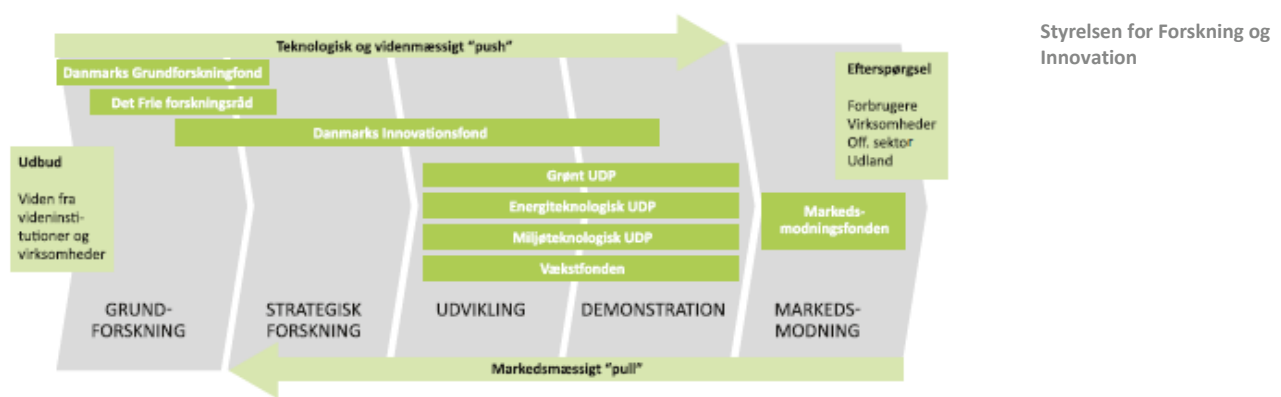 Teknologisk og videnmæssigt "push"
Styrelsen for Forskning og
Innovation
Danmarks Grundforskningfond
Det Frie forskningsråd
Danmarks Innovationsfond
Efterspørgsel
Forbrugere
Virksomheder
Off. sektor
Udland
Udbud
Viden fra
videninsti-
tutioner og
virksomheder
Grønt UDP
Energiteknologisk UDP
Miljøteknologisk UDP
Vækstfonden
Markeds-
modningsfonden
GRUND-
FORSKNING
STRATEGISK
FORSKNING
UDVIKLING
DEMONSTRATION
MARKEDS-
MODNING
Markedsmæssigt "pull"